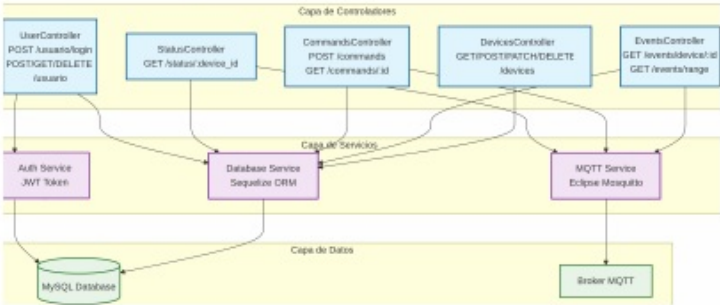 Capa de Controladores
UserController
POST /usuario/login
POST/GET/DELETE
/usuario
StatusController
GET /status/:device_id
CommandsController
POST /commands
GET /commands/:id
DevicesController
GET/POST/PATCH/DELETE
/devices
EventsController
GET /events/device/:id
GET /events/range
Capa de Servicios
Auth Service
JWT Token
Database Service
Sequelize ORM
MQTT Service
Eclipse Mosquitto
Capa de Datos
MySQL Database
Broker MQTT